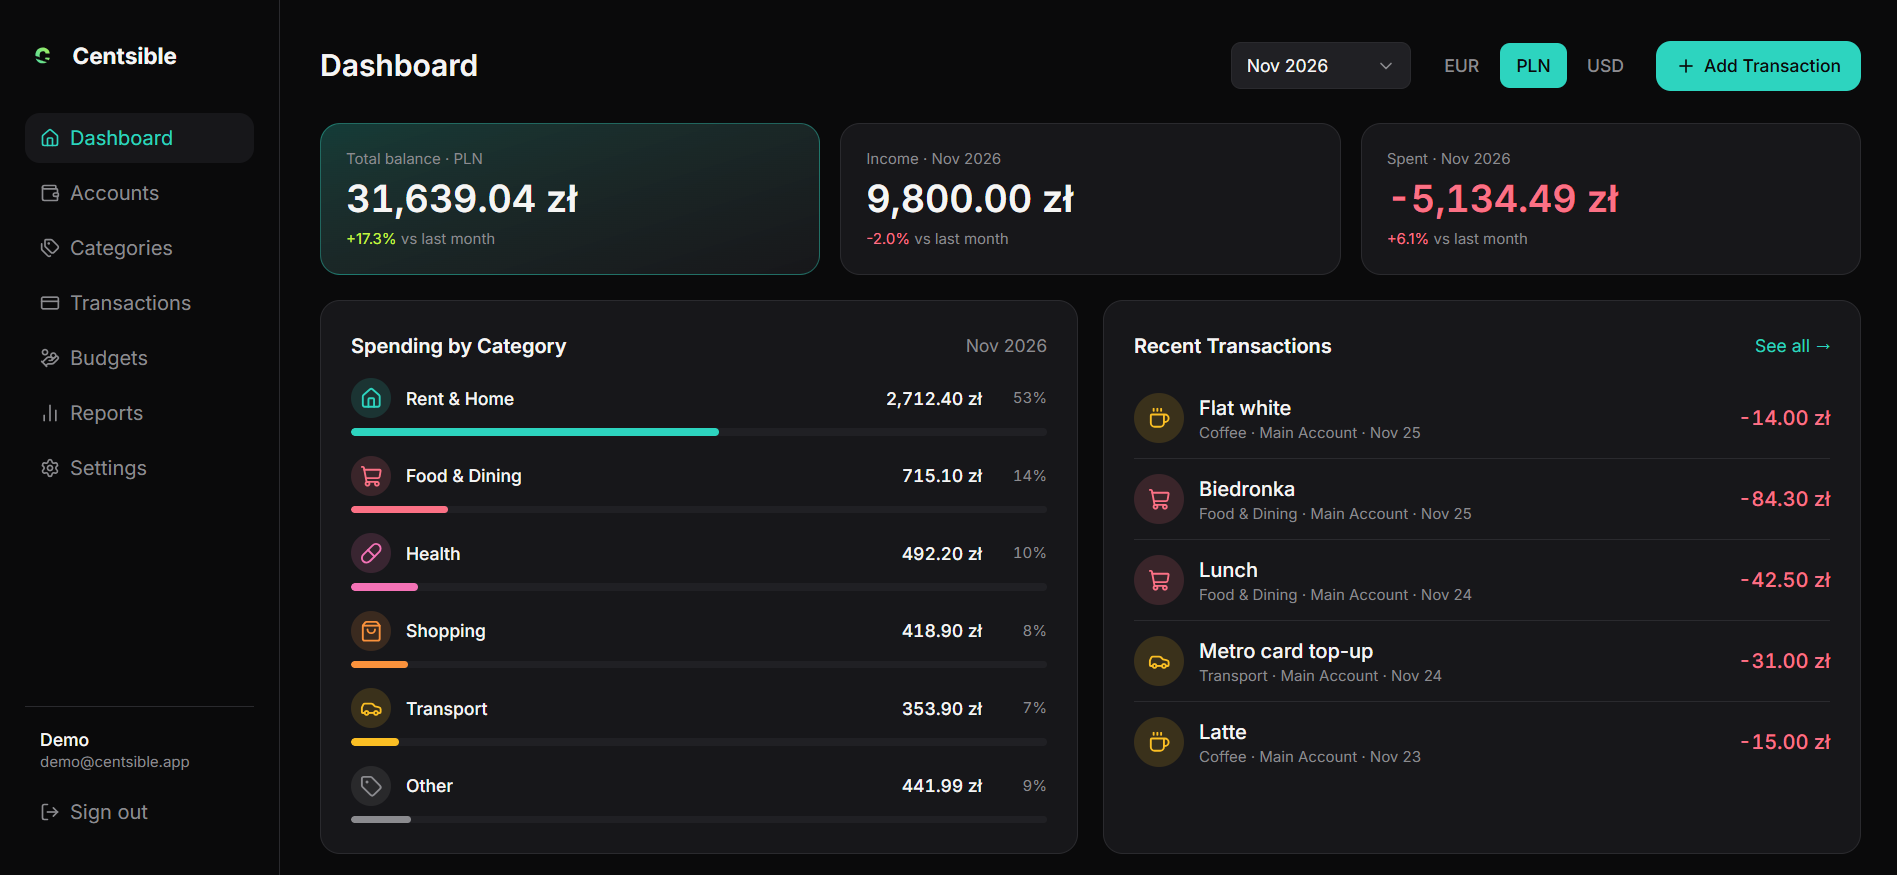 Centsible
Dashboard
Accounts
Categories
Transactions
Budgets
Reports
Settings
Demo
demo@centsible.app
Sign out
Dashboard
Nov 2026
EUR PLN USD
+ Add Transaction
Total balance · PLN
31,639.04 zł
+17.3% vs last month
Income · Nov 2026
9,800.00 zł
-2.0% vs last month
Spent · Nov 2026
-5,134.49 zł
+6.1% vs last month
Spending by Category Nov 2026
Rent & Home 2,712.40 zł 53%
Food & Dining 715.10 zł 14%
Health 492.20 zł 10%
Shopping 418.90 zł 8%
Transport 353.90 zł 7%
Other 441.99 zł 9%
Recent Transactions See all →
Flat white -14.00 zł
Coffee · Main Account · Nov 25
Biedronka -84.30 zł
Food & Dining · Main Account · Nov 25
Lunch -42.50 zł
Food & Dining · Main Account · Nov 24
Metro card top-up -31.00 zł
Transport · Main Account · Nov 24
Latte -15.00 zł
Coffee · Main Account · Nov 23